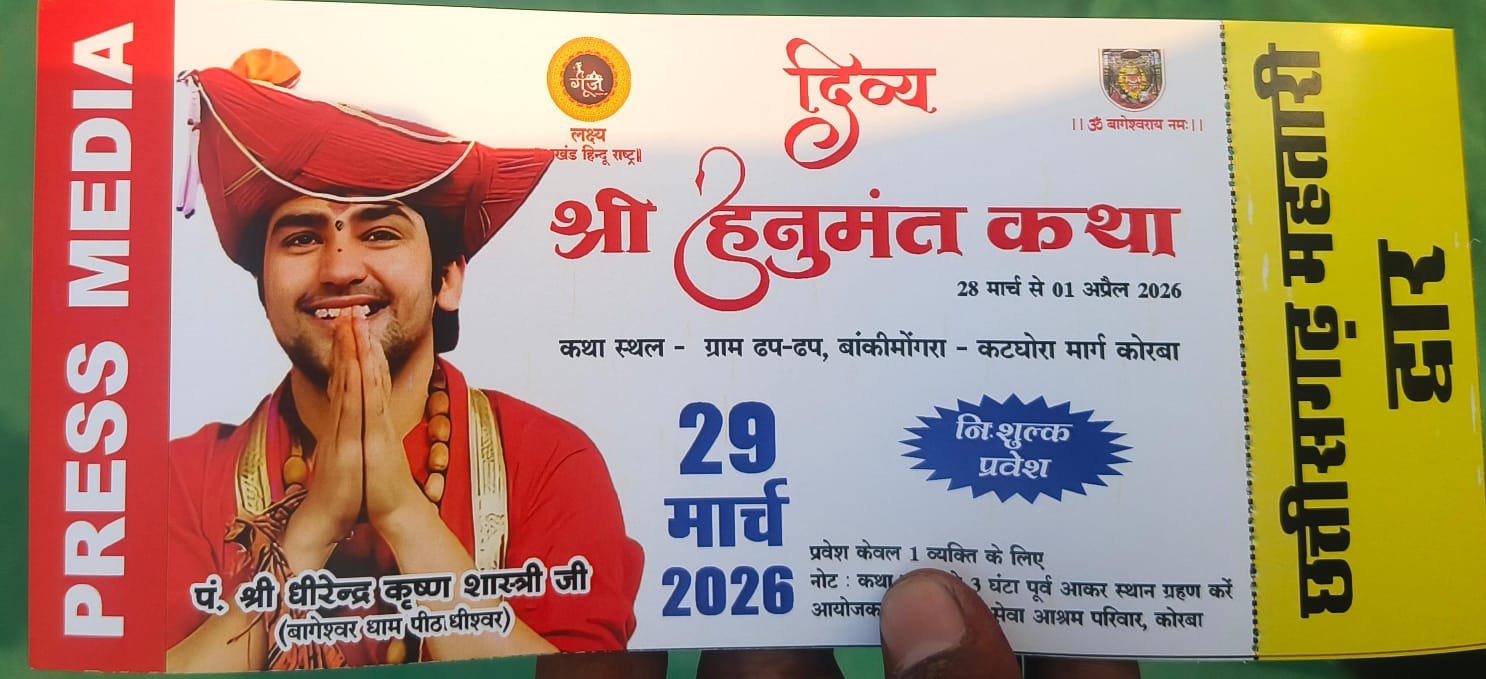 PRESS MEDIA
गूंज
लक्ष्य
खंड हिन्दू राष्ट्र॥
दिव्य
।।ॐ बागेश्वराय नमः।।
श्री हनुमंत कथा
28 मार्च से 01 अप्रैल 2026
कथा स्थल - ग्राम ढप-ढप, बांकीमोंगरा - कटघोरा मार्ग कोरबा
29
मार्च
2026
निःशुल्क
प्रवेश
प्रवेश केवल 1 व्यक्ति के लिए
नोट : कथा 3 घंटा पूर्व आकर स्थान ग्रहण करें
आयोजक सेवा आश्रम परिवार, कोरबा
पं. श्री धीरेन्द्र कृष्ण शास्त्री जी
(बागेश्वर धाम पीठाधीश्वर)
छत्तीसगढ़ महतारी
द्वार